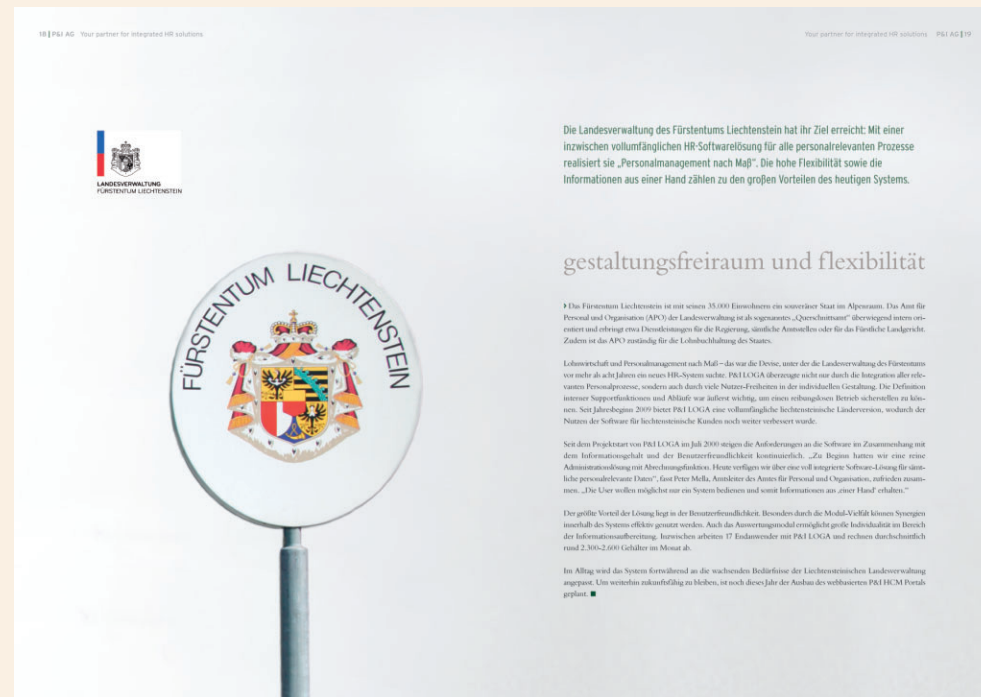 18 | P&I AG Your partner for integrated HR solutions
Your partner for integrated HR solutions P&I AG | 19
LANDESVERWALTUNG
FÜRSTENTUM LIECHTENSTEIN
FÜRSTENTUM LIECHTENSTEIN
Die Landesverwaltung des Fürstentums Liechtenstein hat ihr Ziel erreicht: Mit einer
inzwischen vollumfänglichen HR-Softwarelösung für alle personalrelevanten Prozesse
realisiert sie „Personalmanagement nach Maß“. Die hohe Flexibilität sowie die
Informationen aus einer Hand zählen zu den großen Vorteilen des heutigen Systems.
gestaltungsfreiraum und flexibilität
Das Fürstentum Liechtenstein ist mit seinen 35.000 Einwohnern ein souveräner Staat im Alpenraum. Das Amt für
Personal und Organisation (APO) der Landesverwaltung ist als sogenanntes „Querschnittsamt“ überwiegend intern ori-
entiert und erbringt etwa Dienstleistungen für die Regierung, sämtliche Amtsstellen oder für das Fürstliche Landgericht.
Zudem ist das APO zuständig für die Lohnbuchhaltung des Staates.
Lohnwirtschaft und Personalmanagement nach Maß – das war die Devise, unter der die Landesverwaltung des Fürstentums
vor mehr als acht Jahren ein neues HR-System suchte. P&I LOGA überzeugte nicht nur durch die Integration aller rele-
vanten Personalprozesse, sondern auch durch viele Nutzer-Freiheiten in der individuellen Gestaltung. Die Definition
interner Supportfunktionen und Abläufe war äußerst wichtig, um einen reibungslosen Betrieb sicherstellen zu kön-
nen. Seit Jahresbeginn 2009 bietet P&I LOGA eine vollumfängliche liechtensteinische Länderversion, wodurch der
Nutzen der Software für liechtensteinische Kunden noch weiter verbessert wurde.
Seit dem Projektstart von P&I LOGA im Juli 2000 steigen die Anforderungen an die Software im Zusammenhang mit
dem Informationsgehalt und der Benutzerfreundlichkeit kontinuierlich. „Zu Beginn hatten wir eine reine
Administrationslösung mit Abrechnungsfunktion. Heute verfügen wir über eine voll integrierte Software-Lösung für sämt-
liche personalrelevante Daten“, fasst Peter Mella, Amtsleiter des Amtes für Personal und Organisation, zufrieden zusam-
men. „Die User wollen möglichst nur ein System bedienen und somit Informationen aus ‚einer Hand‘ erhalten.“
Der größte Vorteil der Lösung liegt in der Benutzerfreundlichkeit. Besonders durch die Modul-Vielfalt können Synergien
innerhalb des Systems effektiv genutzt werden. Auch das Auswertungsmodul ermöglicht große Individualität im Bereich
der Informationsaufbereitung. Inzwischen arbeiten 17 Endanwender mit P&I LOGA und rechnen durchschnittlich
rund 2.300-2.600 Gehälter im Monat ab.
Im Alltag wird das System fortwährend an die wachsenden Bedürfnisse der Liechtensteinischen Landesverwaltung
angepasst. Um weiterhin zukunftsfähig zu bleiben, ist noch dieses Jahr der Ausbau des webbasierten P&I HCM Portals
geplant.